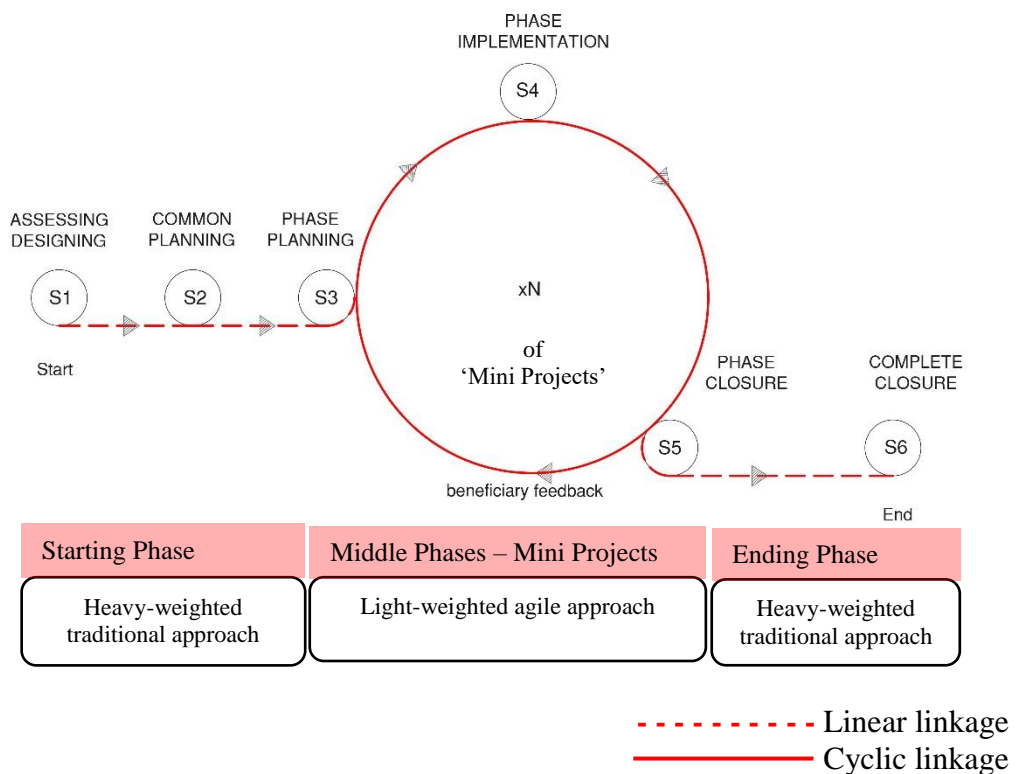 PHASE
IMPLEMENTATION
S4
ASSESSING
DESIGNING
COMMON
PLANNING
PHASE
PLANNING
S1
S2
S3
xN
of
‘Mini Projects’
Start
PHASE
CLOSURE
COMPLETE
CLOSURE
S5
S6
beneficiary feedback
End
Starting Phase
Middle Phases – Mini Projects
Ending Phase
Heavy-weighted
traditional approach
Light-weighted agile approach
Heavy-weighted
traditional approach
Linear linkage
Cyclic linkage